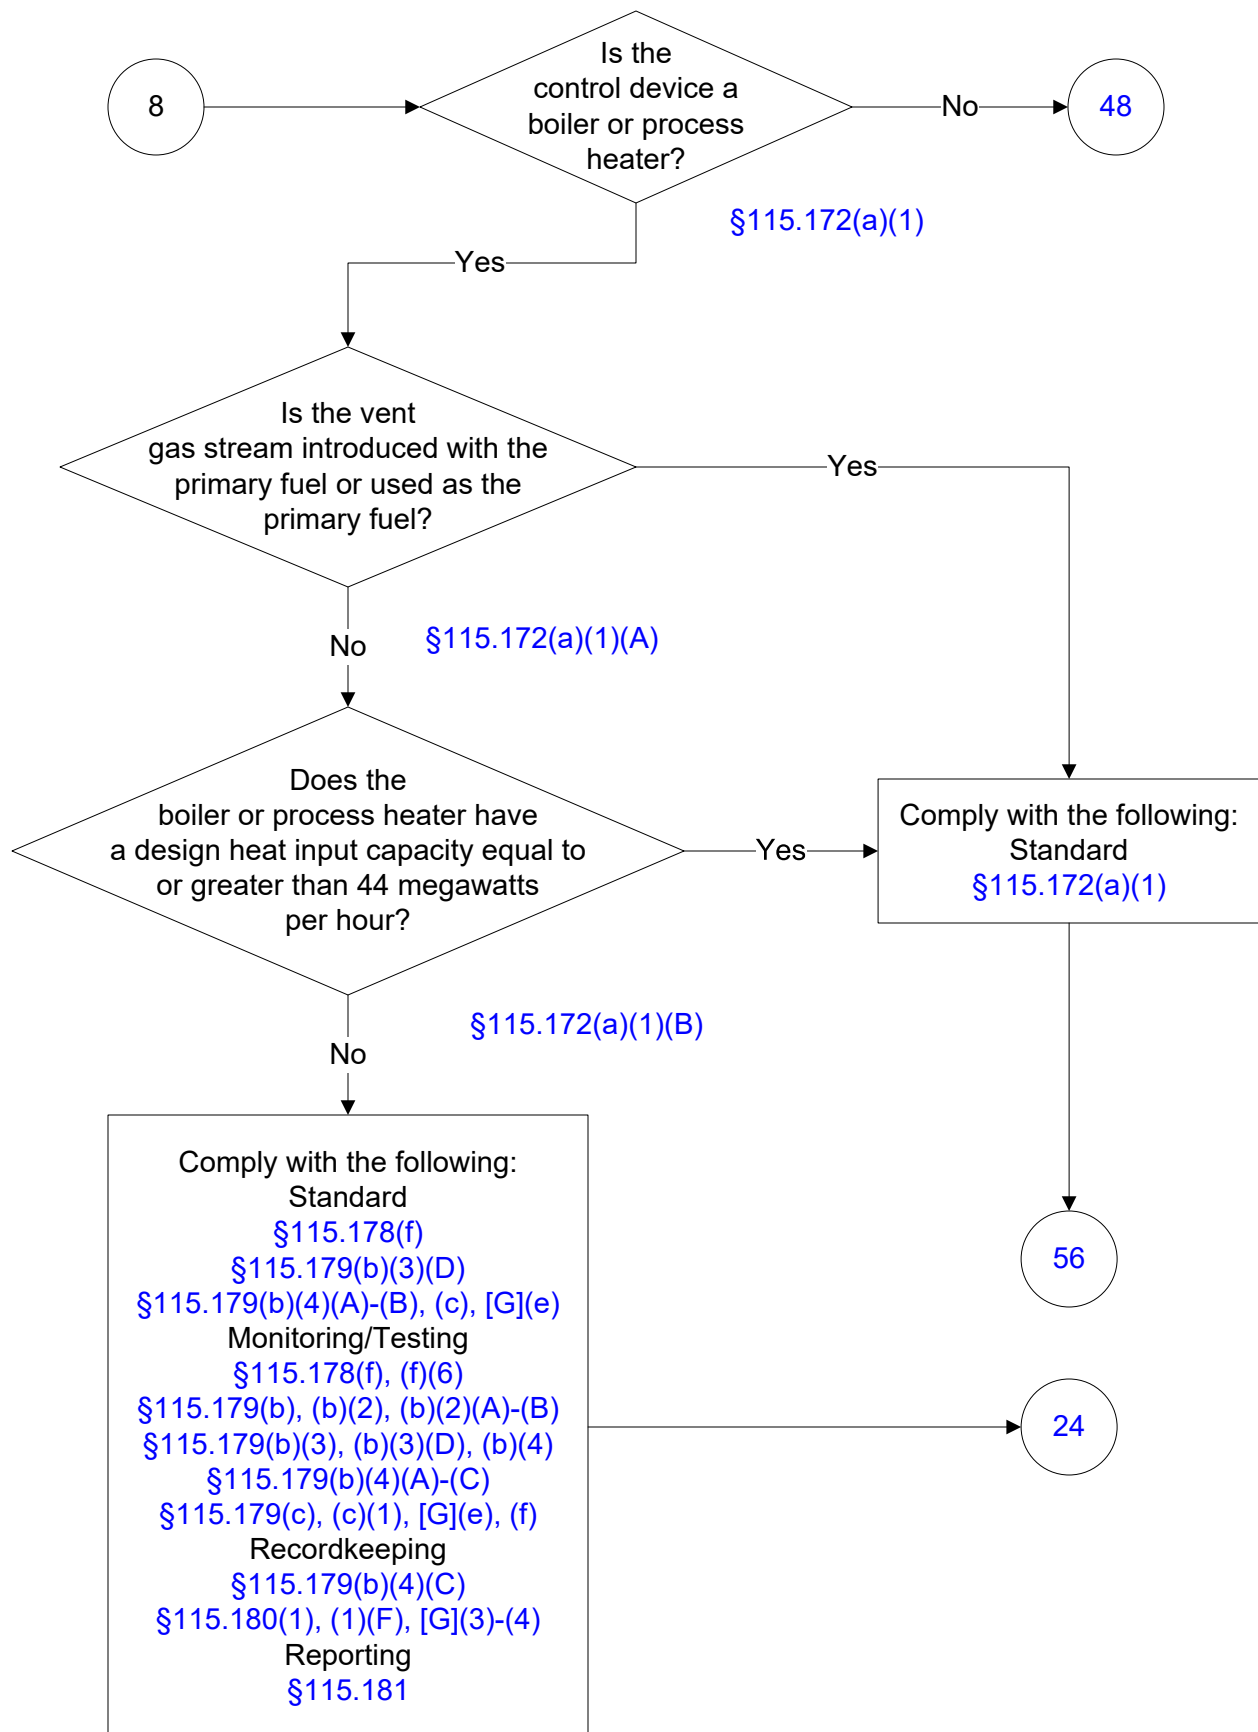 8
Is the
control device a
boiler or process
heater?
No
48
§115.172(a)(1)
Yes
Is the vent
gas stream introduced with the
primary fuel or used as the
primary fuel?
Yes
No
§115.172(a)(1)(A)
Does the
boiler or process heater have
a design heat input capacity equal to
or greater than 44 megawatts
per hour?
Yes
Comply with the following:
Standard
§115.172(a)(1)
§115.172(a)(1)(B)
No
Comply with the following:
Standard
§115.178(f)
§115.179(b)(3)(D)
§115.179(b)(4)(A)-(B), (c), [G](e)
Monitoring/Testing
§115.178(f), (f)(6)
§115.179(b), (b)(2), (b)(2)(A)-(B)
§115.179(b)(3), (b)(3)(D), (b)(4)
§115.179(b)(4)(A)-(C)
§115.179(c), (c)(1), [G](e), (f)
Recordkeeping
§115.179(b)(4)(C)
§115.180(1), (1)(F), [G](3)-(4)
Reporting
§115.181
56
24